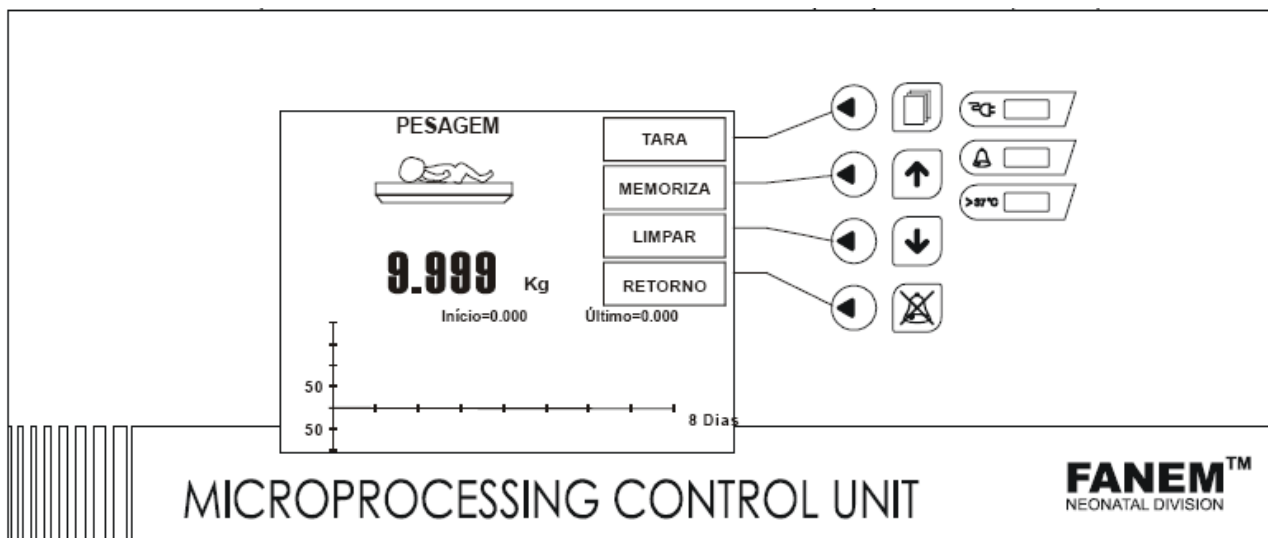 PESAGEM
TARA
MEMORIZA
LIMPAR
RETORNO
9.999 Kg
Início=0.000 Último=0.000
50
50
8 Dias
>37°C
MICROPROCESSING CONTROL UNIT
FANEM™
NEONATAL DIVISION